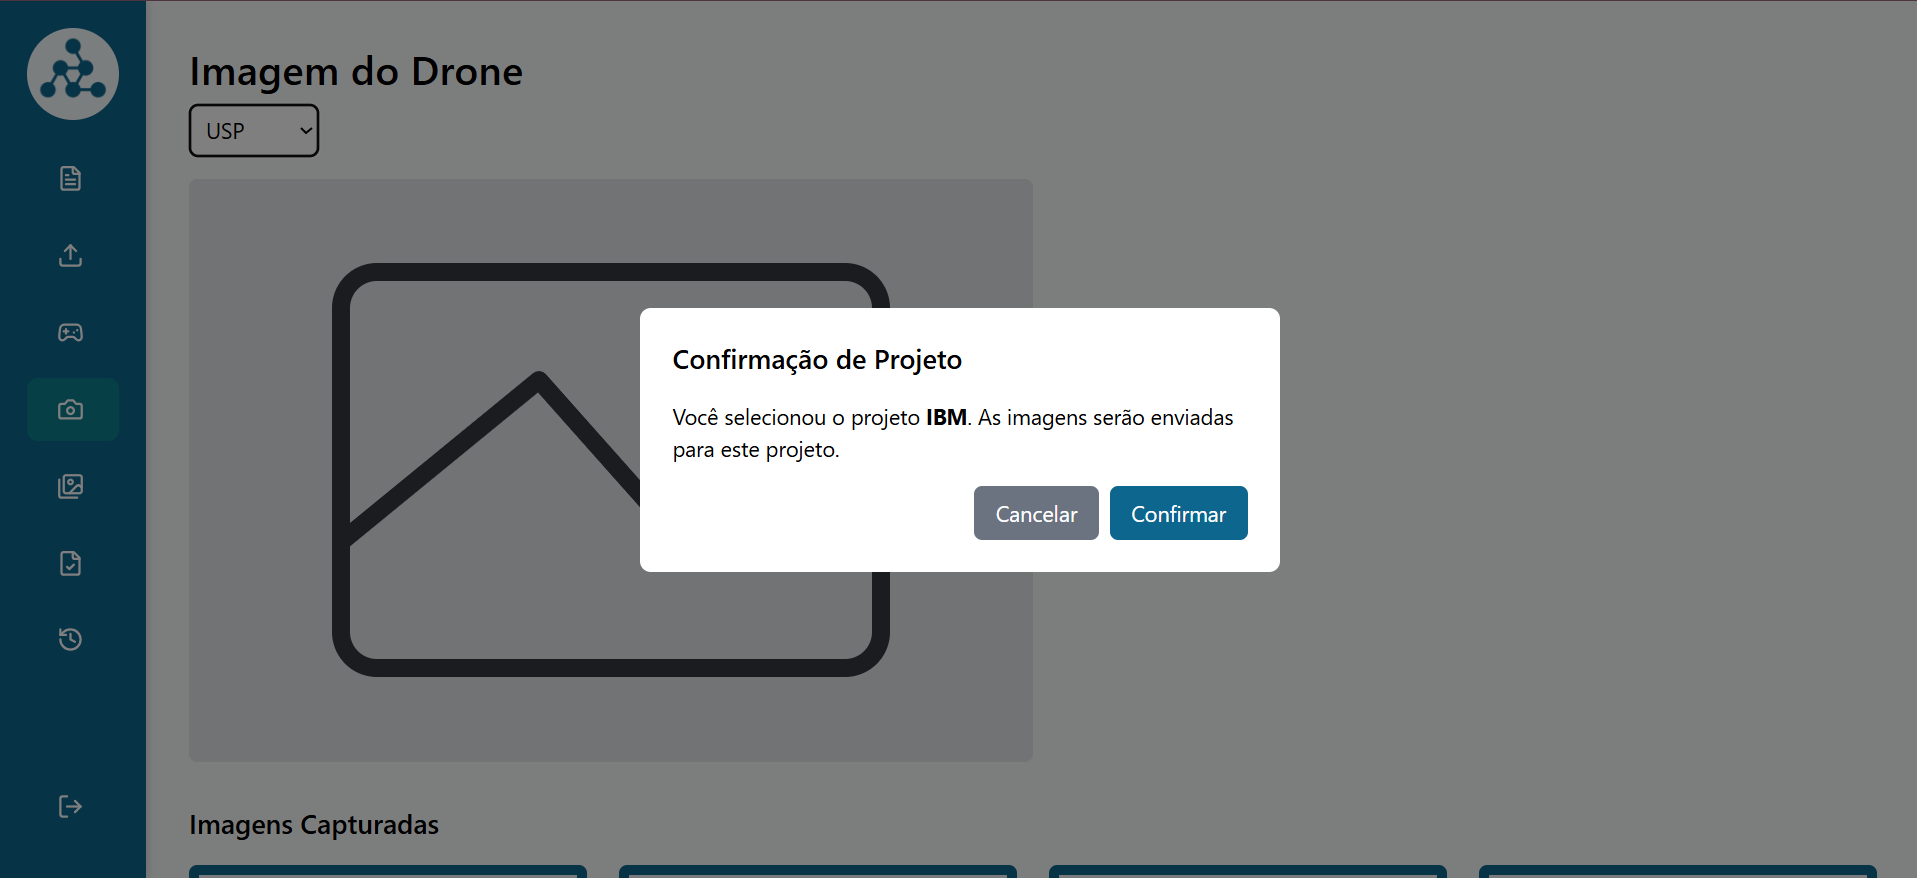 Imagem do Drone
USP
Confirmação de Projeto
Você selecionou o projeto IBM. As imagens serão enviadas
para este projeto.
Cancelar
Confirmar
Imagens Capturadas